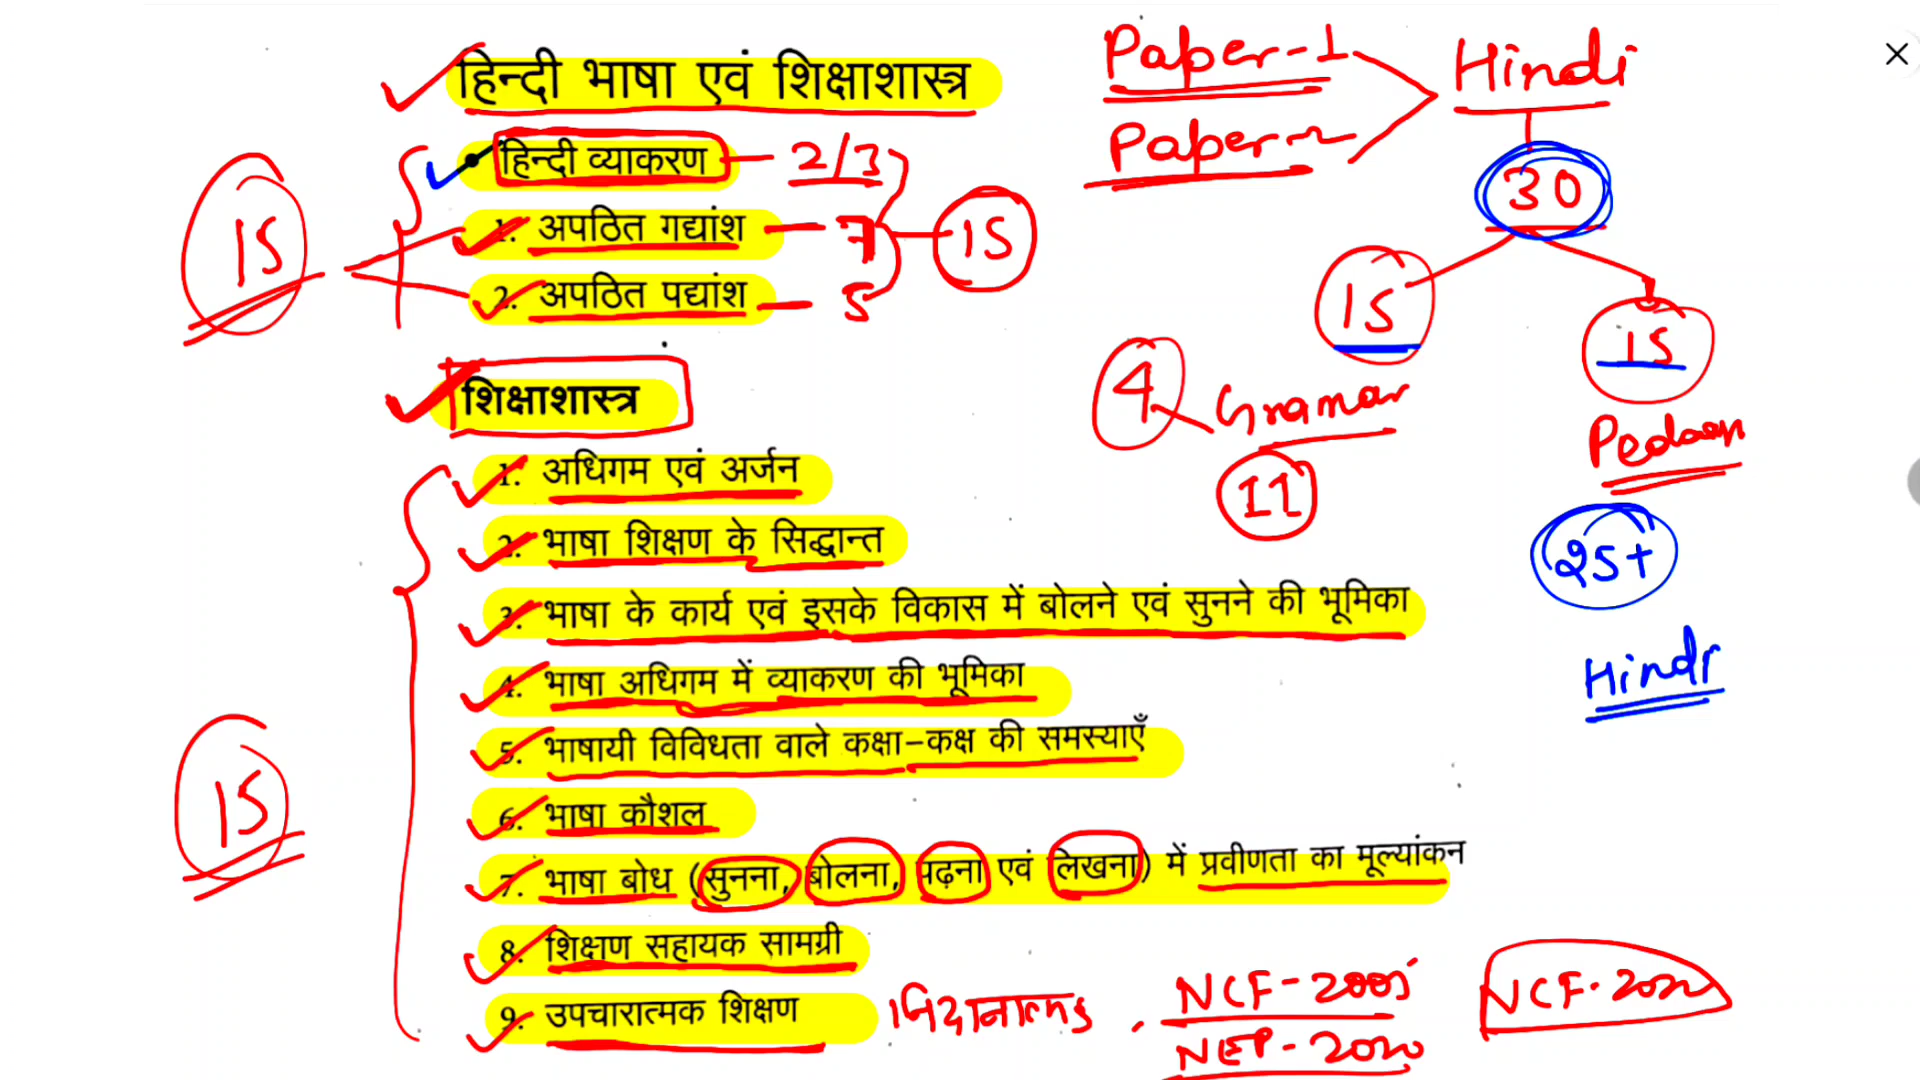 हिन्दी भाषा एवं शिक्षाशास्त्र
Paper-1
Hindi
हिन्दी व्याकरण — 2/3
Paper-2
30
15
1. अपठित गद्यांश — 7
15
2. अपठित पद्यांश — 5
15
15
शिक्षाशास्त्र
4
Gramar
11
25+
Hindi
1. अधिगम एवं अर्जन
2. भाषा शिक्षण के सिद्धान्त
3. भाषा के कार्य एवं इसके विकास में बोलने एवं सुनने की भूमिका
4. भाषा अधिगम में व्याकरण की भूमिका
5. भाषायी विविधता वाले कक्षा-कक्ष की समस्याएँ
15
6. भाषा कौशल
7. भाषा बोध (सुनना, बोलना, पढ़ना एवं लिखना) में प्रवीणता का मूल्यांकन
8. शिक्षण सहायक सामग्री
9. उपचारात्मक शिक्षण
NCF-2005
NEP-2020